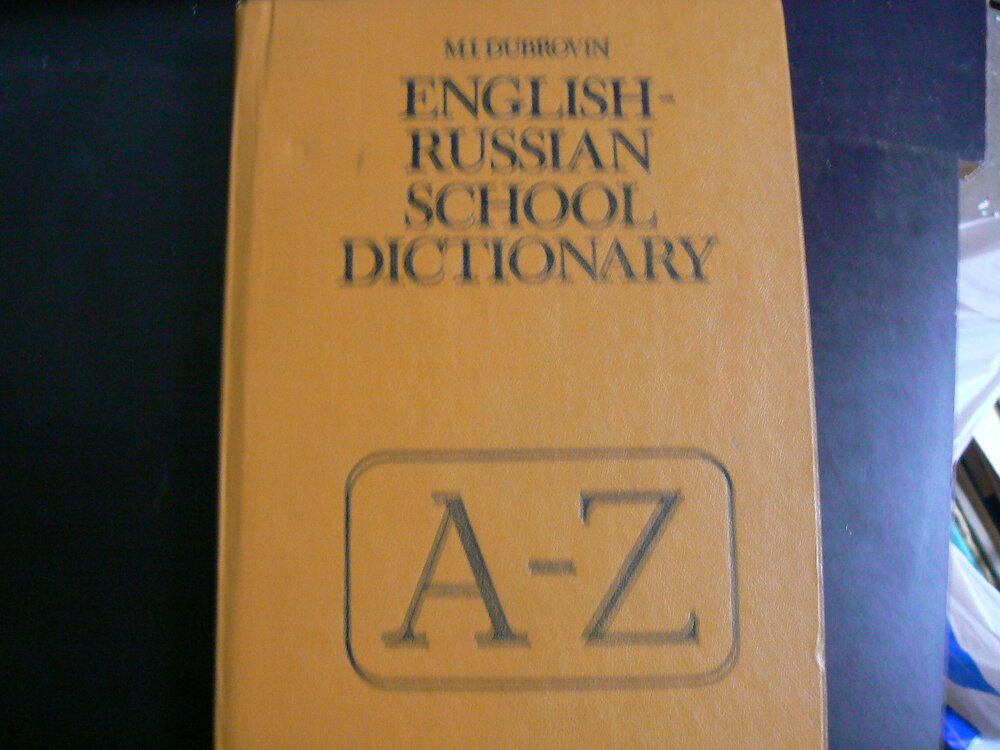 M.I. DUBROVIN
ENGLISH-
RUSSIAN
SCHOOL
DICTIONARY
A-Z